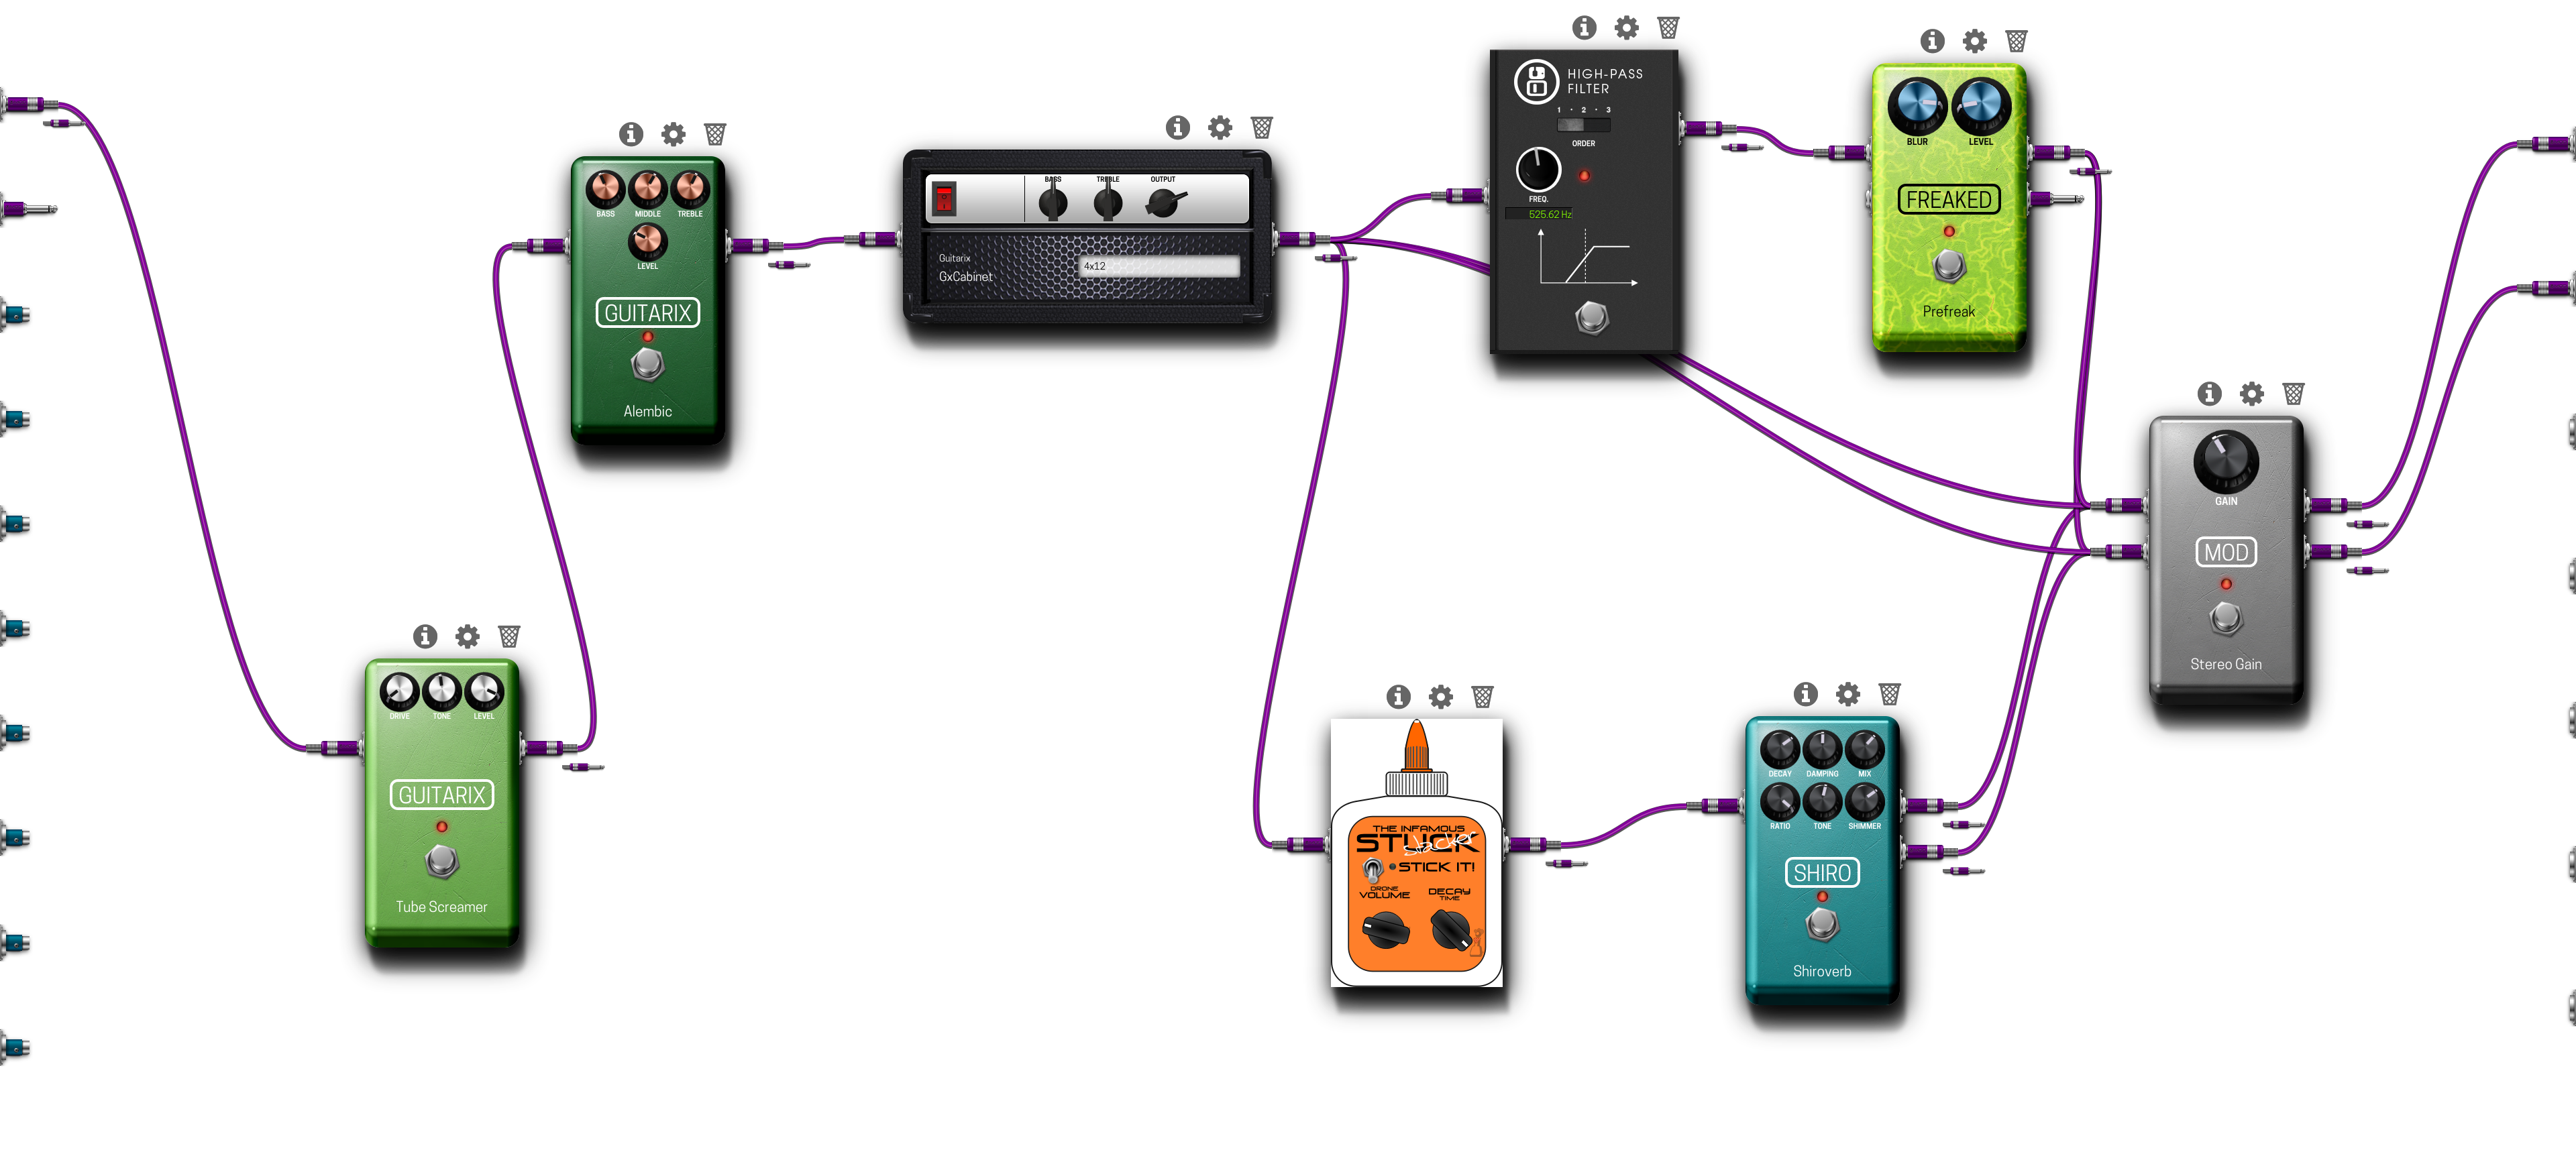 BASS MIDDLE TREBLE
LEVEL
GUITARIX
Alembic
DRIVE TONE LEVEL
GUITARIX
Tube Screamer
BASS TREBLE OUTPUT
Guitarix
GxCabinet
4x12
HIGH-PASS
FILTER
1 · 2 · 3
ORDER
FREQ.
525.62 Hz
BLUR LEVEL
FREAKED
Prefreak
THE INFAMOUS
STUCK
stacker
STICK IT!
DRONE
VOLUME
DECAY
TIME
DECAY DAMPING MIX
RATIO TONE SHIMMER
SHIRO
Shiroverb
GAIN
MOD
Stereo Gain